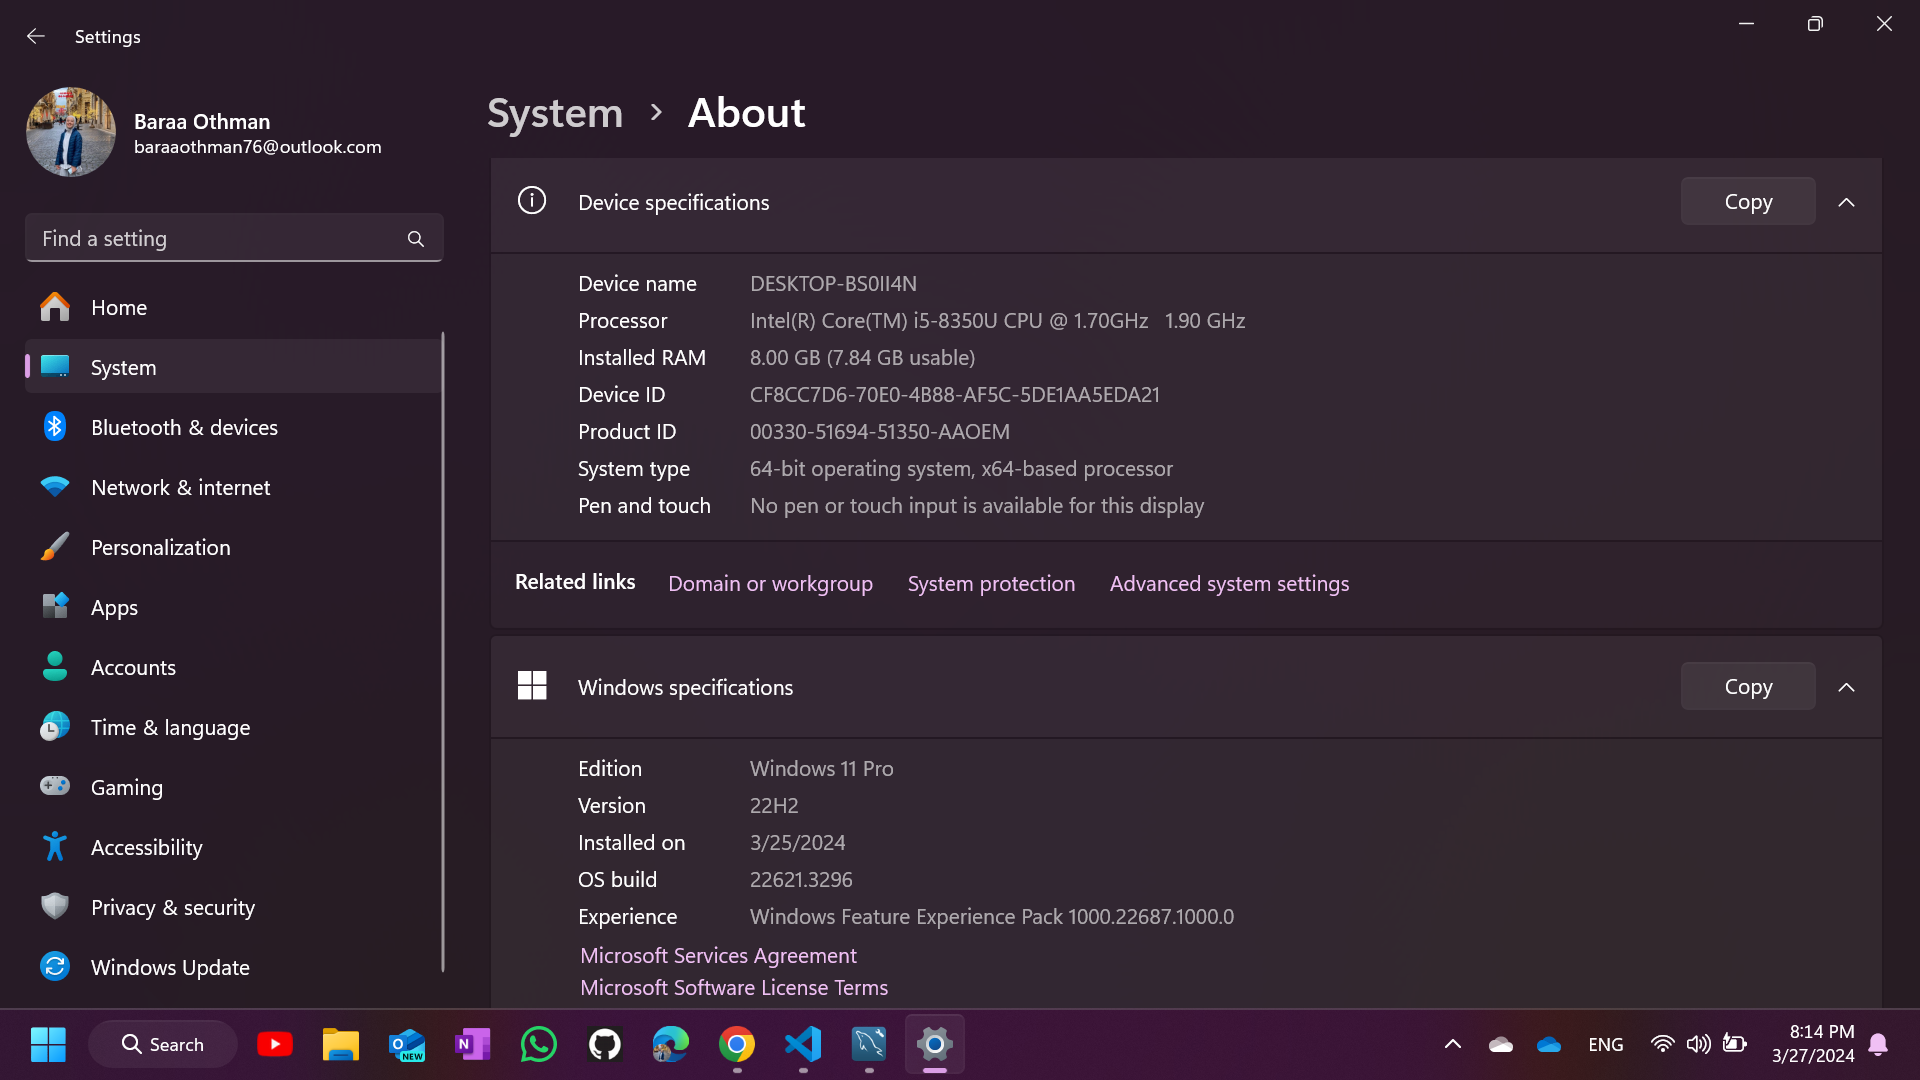 Settings
Baraa Othman
baraaothman76@outlook.com
Find a setting
Home
System
Bluetooth & devices
Network & internet
Personalization
Apps
Accounts
Time & language
Gaming
Accessibility
Privacy & security
Windows Update
System > About
Device specifications
Copy
Device name DESKTOP-BS0II4N
Processor Intel(R) Core(TM) i5-8350U CPU @ 1.70GHz 1.90 GHz
Installed RAM 8.00 GB (7.84 GB usable)
Device ID CF8CC7D6-70E0-4B88-AF5C-5DE1AA5EDA21
Product ID 00330-51694-51350-AAOEM
System type 64-bit operating system, x64-based processor
Pen and touch No pen or touch input is available for this display
Related links Domain or workgroup System protection Advanced system settings
Windows specifications
Copy
Edition Windows 11 Pro
Version 22H2
Installed on 3/25/2024
OS build 22621.3296
Experience Windows Feature Experience Pack 1000.22687.1000.0
Microsoft Services Agreement
Microsoft Software License Terms
Search
O
NEW
N
ENG
8:14 PM
3/27/2024